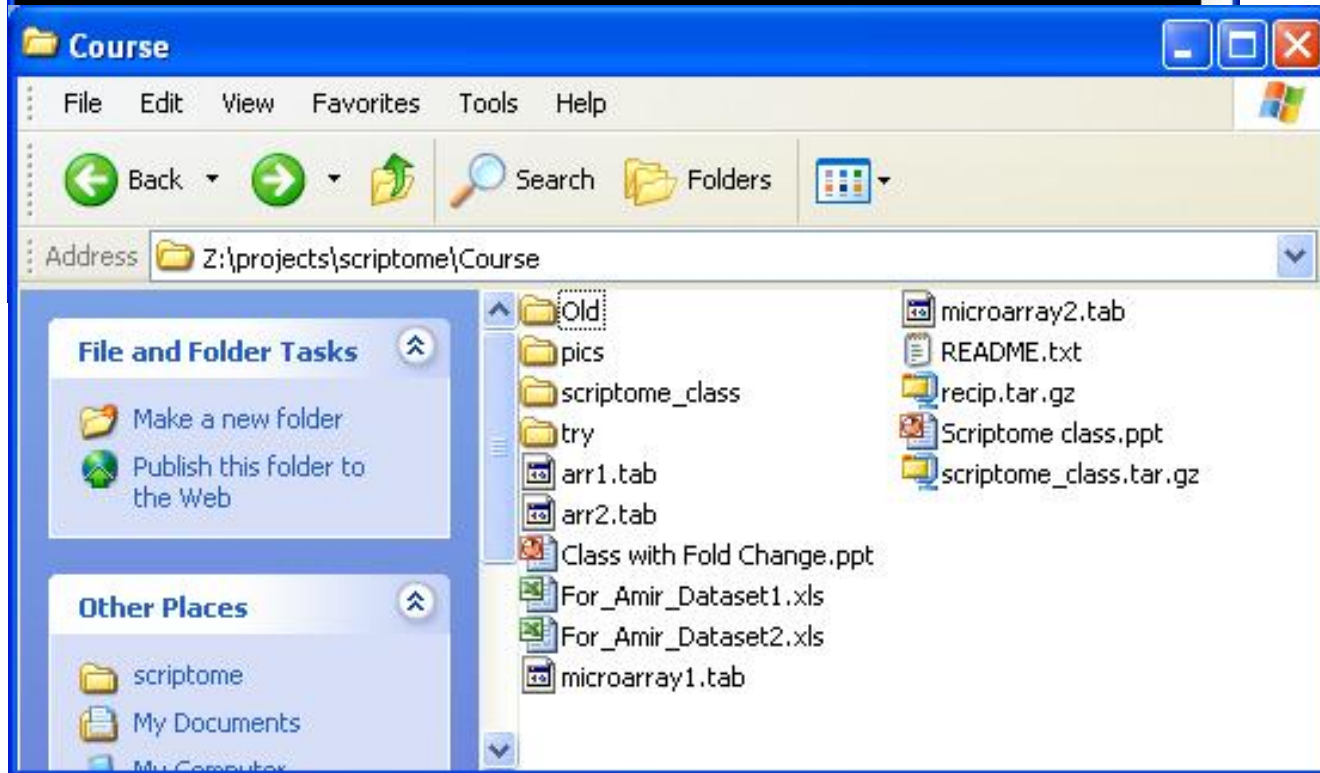 Course
File Edit View Favorites Tools Help
Back Search Folders
Address Z:\projects\scriptome\Course
File and Folder Tasks
Make a new folder
Publish this folder to
the Web
Other Places
scriptome
My Documents
My Computer
Old
pics
scriptome_class
try
arr1.tab
arr2.tab
Class with Fold Change.ppt
For_Amir_Dataset1.xls
For_Amir_Dataset2.xls
microarray1.tab
microarray2.tab
README.txt
recip.tar.gz
Scriptome class.ppt
scriptome_class.tar.gz